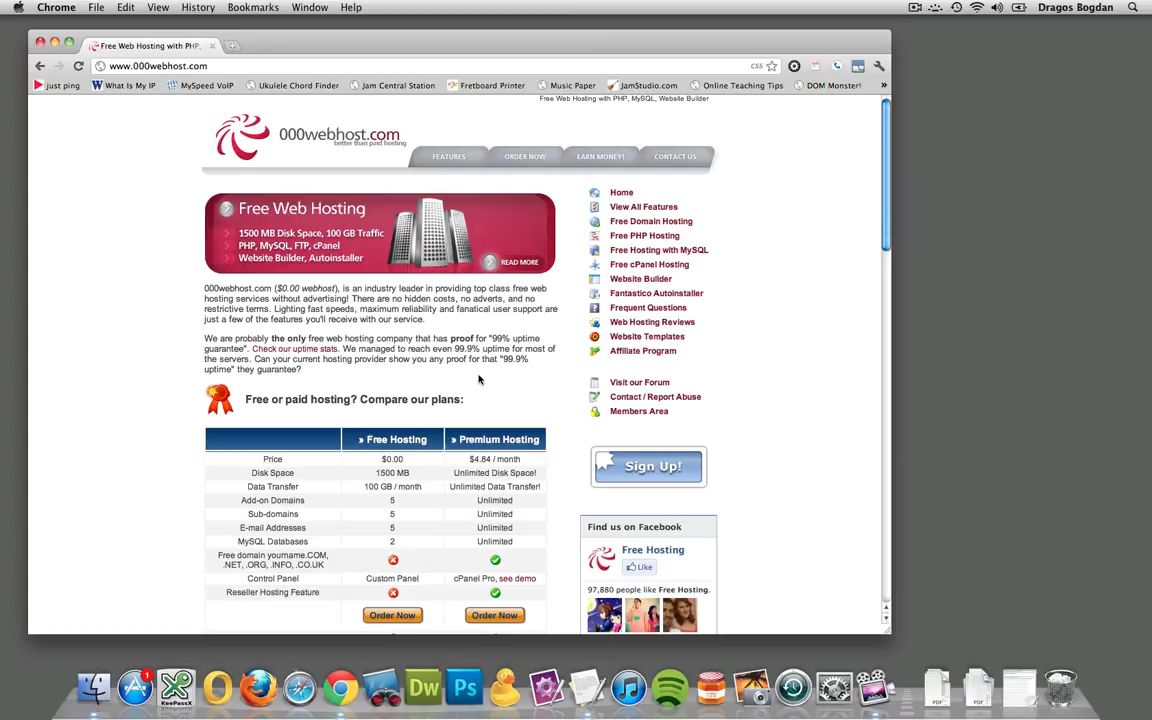 Chrome File Edit View History Bookmarks Window Help Dragos Bogdan
Free Web Hosting with PHP,
www.000webhost.com CSS
just ping What Is My IP MySpeed VoIP Ukulele Chord Finder Jam Central Station Fretboard Printer Music Paper JamStudio.com Online Teaching Tips DOM Monster! »
Free Web Hosting with PHP, MySQL, Website Builder
000webhost.com
better than paid hosting
FEATURES ORDER NOW EARN MONEY! CONTACT US
Free Web Hosting
1500 MB Disk Space, 100 GB Traffic
PHP, MySQL, FTP, cPanel
Website Builder, Autoinstaller
READ MORE
000webhost.com ($0.00 webhost), is an industry leader in providing top class free web
hosting services without advertising! There are no hidden costs, no adverts, and no
restrictive terms. Lighting fast speeds, maximum reliability and fanatical user support are
just a few of the features you'll receive with our service.
We are probably the only free web hosting company that has proof for "99% uptime
guarantee". Check our uptime stats. We managed to reach even 99.9% uptime for most of
the servers. Can your current hosting provider show you any proof for that "99.9%
uptime" they guarantee?
Free or paid hosting? Compare our plans:
» Free Hosting » Premium Hosting
Price $0.00 $4.84 / month
Disk Space 1500 MB Unlimited Disk Space!
Data Transfer 100 GB / month Unlimited Data Transfer!
Add-on Domains 5 Unlimited
Sub-domains 5 Unlimited
E-mail Addresses 5 Unlimited
MySQL Databases 2 Unlimited
Free domain yourname.COM,
.NET, .ORG, .INFO, .CO.UK
Control Panel Custom Panel cPanel Pro, see demo
Reseller Hosting Feature
Order Now Order Now
Home
View All Features
Free Domain Hosting
Free PHP Hosting
Free Hosting with MySQL
Free cPanel Hosting
Website Builder
Fantastico Autoinstaller
Frequent Questions
Web Hosting Reviews
Website Templates
Affiliate Program
Visit our Forum
Contact / Report Abuse
Members Area
Sign Up!
Find us on Facebook
Free Hosting
Like
97,880 people like Free Hosting.
1
KeePassX
Dw
Ps
PDF
PDF